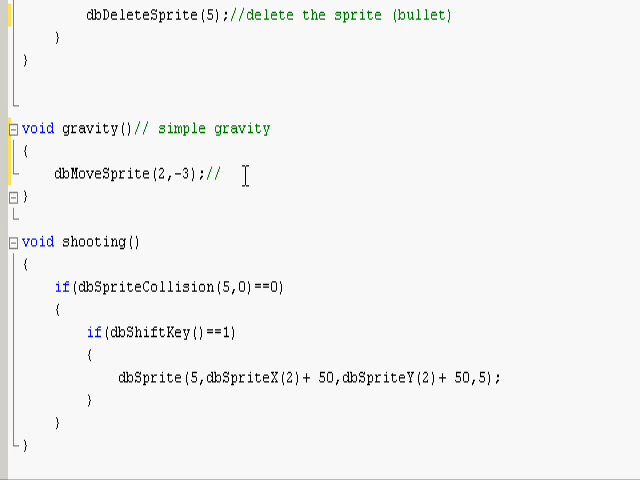 dbDeleteSprite(5);//delete the sprite (bullet)
}
}
void gravity()// simple gravity
{
dbMoveSprite(2,-3);//
}
void shooting()
{
if(dbSpriteCollision(5,0)==0)
{
if(dbShiftKey()==1)
{
dbSprite(5,dbSpriteX(2)+ 50,dbSpriteY(2)+ 50,5);
}
}
}